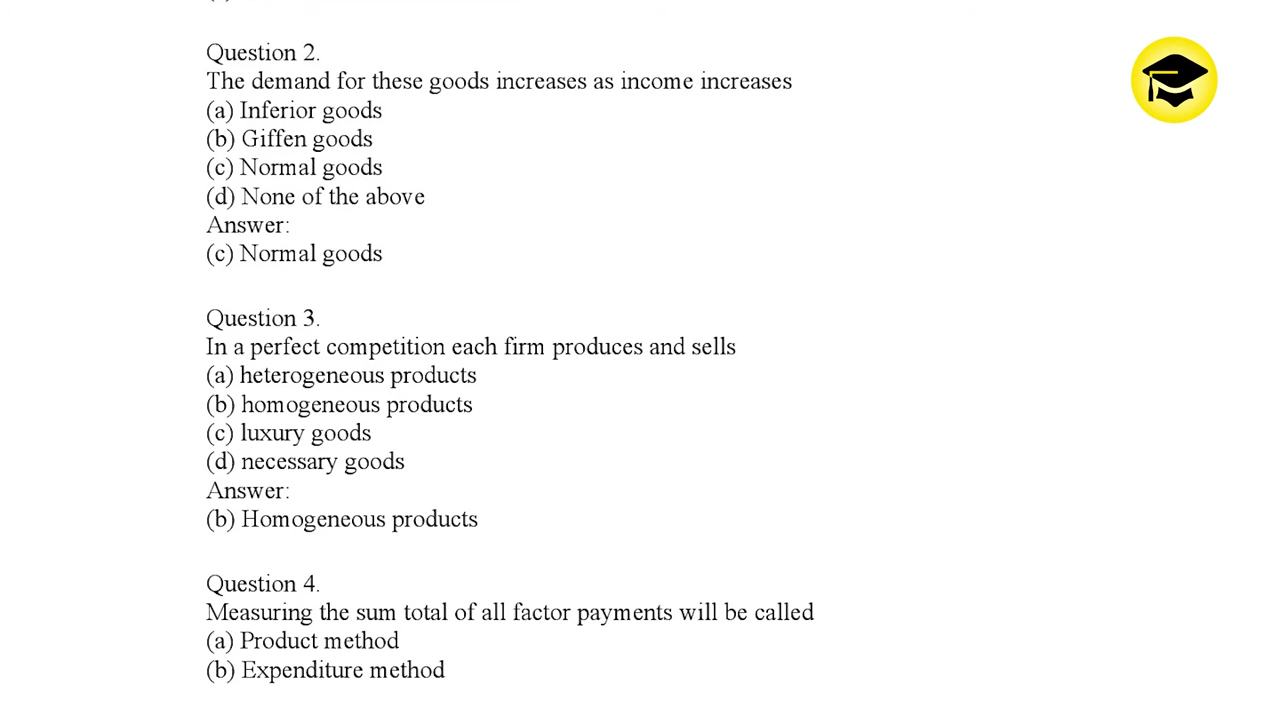 Question 2.
The demand for these goods increases as income increases
(a) Inferior goods
(b) Giffen goods
(c) Normal goods
(d) None of the above
Answer:
(c) Normal goods
Question 3.
In a perfect competition each firm produces and sells
(a) heterogeneous products
(b) homogeneous products
(c) luxury goods
(d) necessary goods
Answer:
(b) Homogeneous products
Question 4.
Measuring the sum total of all factor payments will be called
(a) Product method
(b) Expenditure method